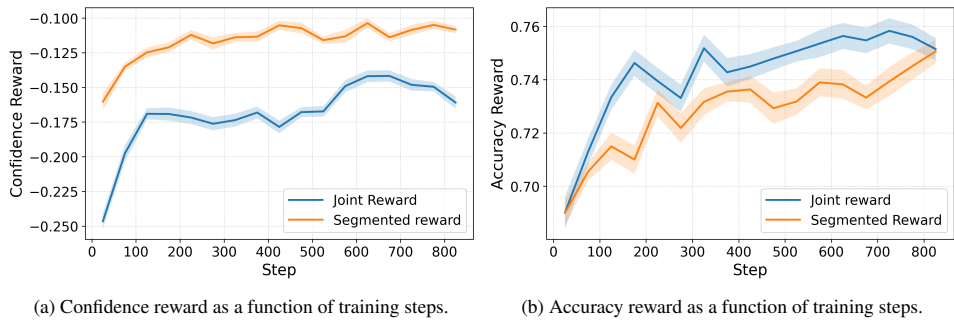 −0.100
−0.125
−0.150
−0.175
−0.200
−0.225
−0.250
Confidence Reward
0 100 200 300 400 500 600 700 800
Step
Joint Reward
Segmented reward
0.76
0.74
0.72
0.70
Accuracy Reward
0 100 200 300 400 500 600 700 800
Step
Joint reward
Segmented Reward
(a) Confidence reward as a function of training steps.
(b) Accuracy reward as a function of training steps.